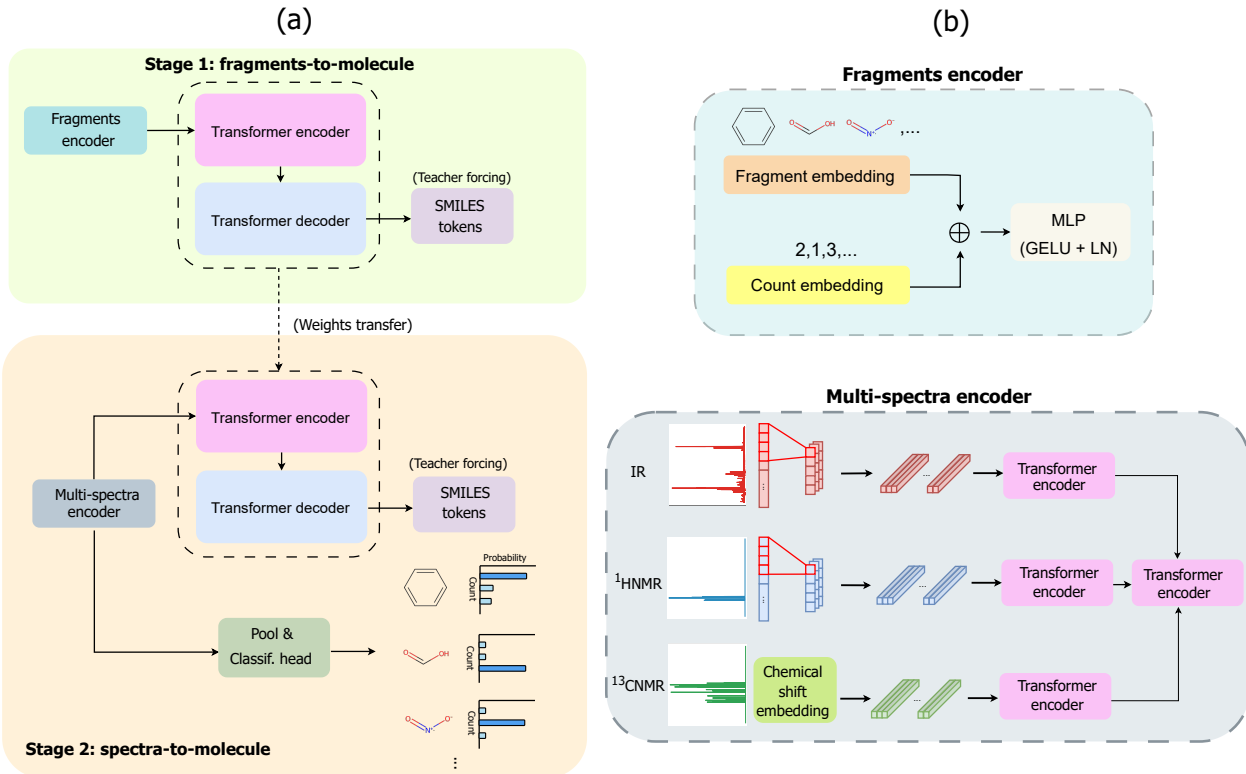 (a)
Stage 1: fragments-to-molecule
Fragments
encoder
Transformer encoder
Transformer decoder
(Teacher forcing)
SMILES
tokens
(Weights transfer)
Transformer encoder
Transformer decoder
Multi-spectra
encoder
(Teacher forcing)
SMILES
tokens
Probability
Count
Pool &
Classif. head
O
OH
Count
O
N+
O-
Count
⋮
Stage 2: spectra-to-molecule
(b)
Fragments encoder
O
OH
O
N+
O-
,...
Fragment embedding
2,1,3,...
Count embedding
⊕
MLP
(GELU + LN)
Multi-spectra encoder
IR
...
...
Transformer
encoder
¹HNMR
...
...
Transformer
encoder
Transformer
encoder
¹³CNMR
Chemical
shift
embedding
...
Transformer
encoder